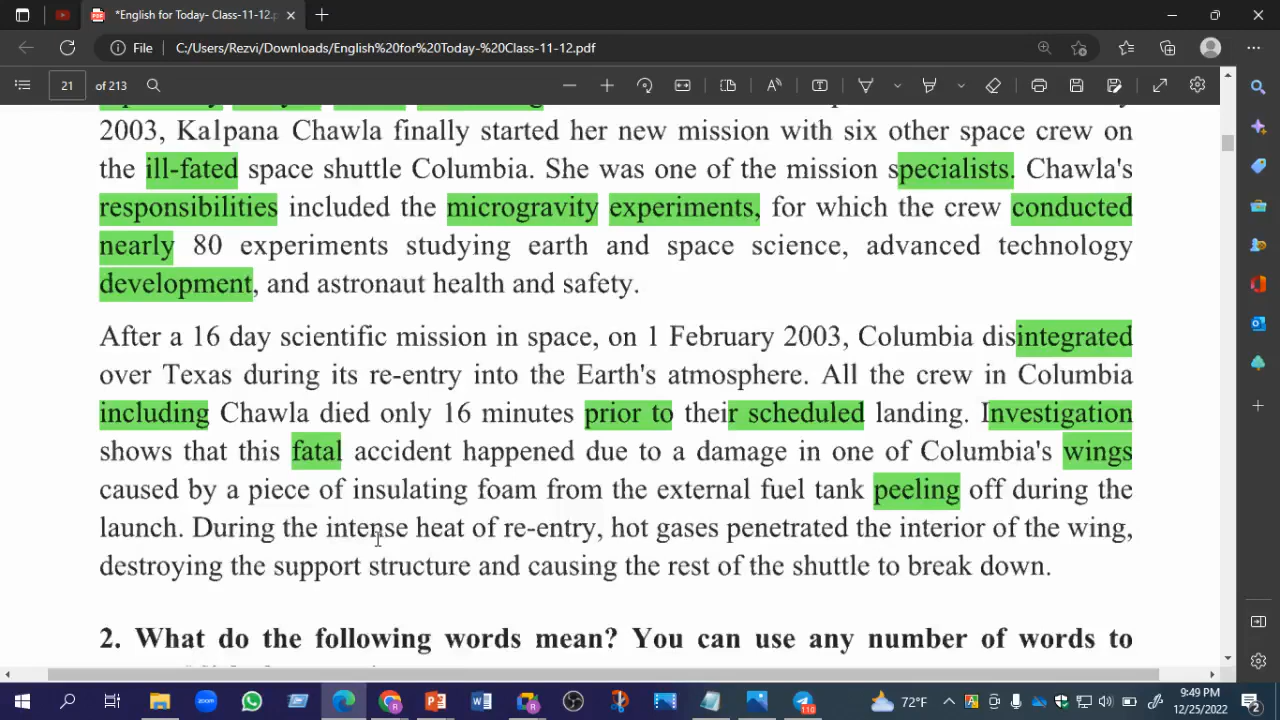 *English for Today- Class-11-12.p
File
C:/Users/Rezvi/Downloads/English%20for%20Today-%20Class-11-12.pdf
21
of 213
2003, Kalpana Chawla finally started her new mission with six other space crew on
the ill-fated space shuttle Columbia. She was one of the mission specialists. Chawla's
responsibilities included the microgravity experiments, for which the crew conducted
nearly 80 experiments studying earth and space science, advanced technology
development, and astronaut health and safety.
After a 16 day scientific mission in space, on 1 February 2003, Columbia disintegrated
over Texas during its re-entry into the Earth's atmosphere. All the crew in Columbia
including Chawla died only 16 minutes prior to their scheduled landing. Investigation
shows that this fatal accident happened due to a damage in one of Columbia's wings
caused by a piece of insulating foam from the external fuel tank peeling off during the
launch. During the intense heat of re-entry, hot gases penetrated the interior of the wing,
destroying the support structure and causing the rest of the shuttle to break down.
2. What do the following words mean? You can use any number of words to
72°F
9:49 PM
12/25/2022